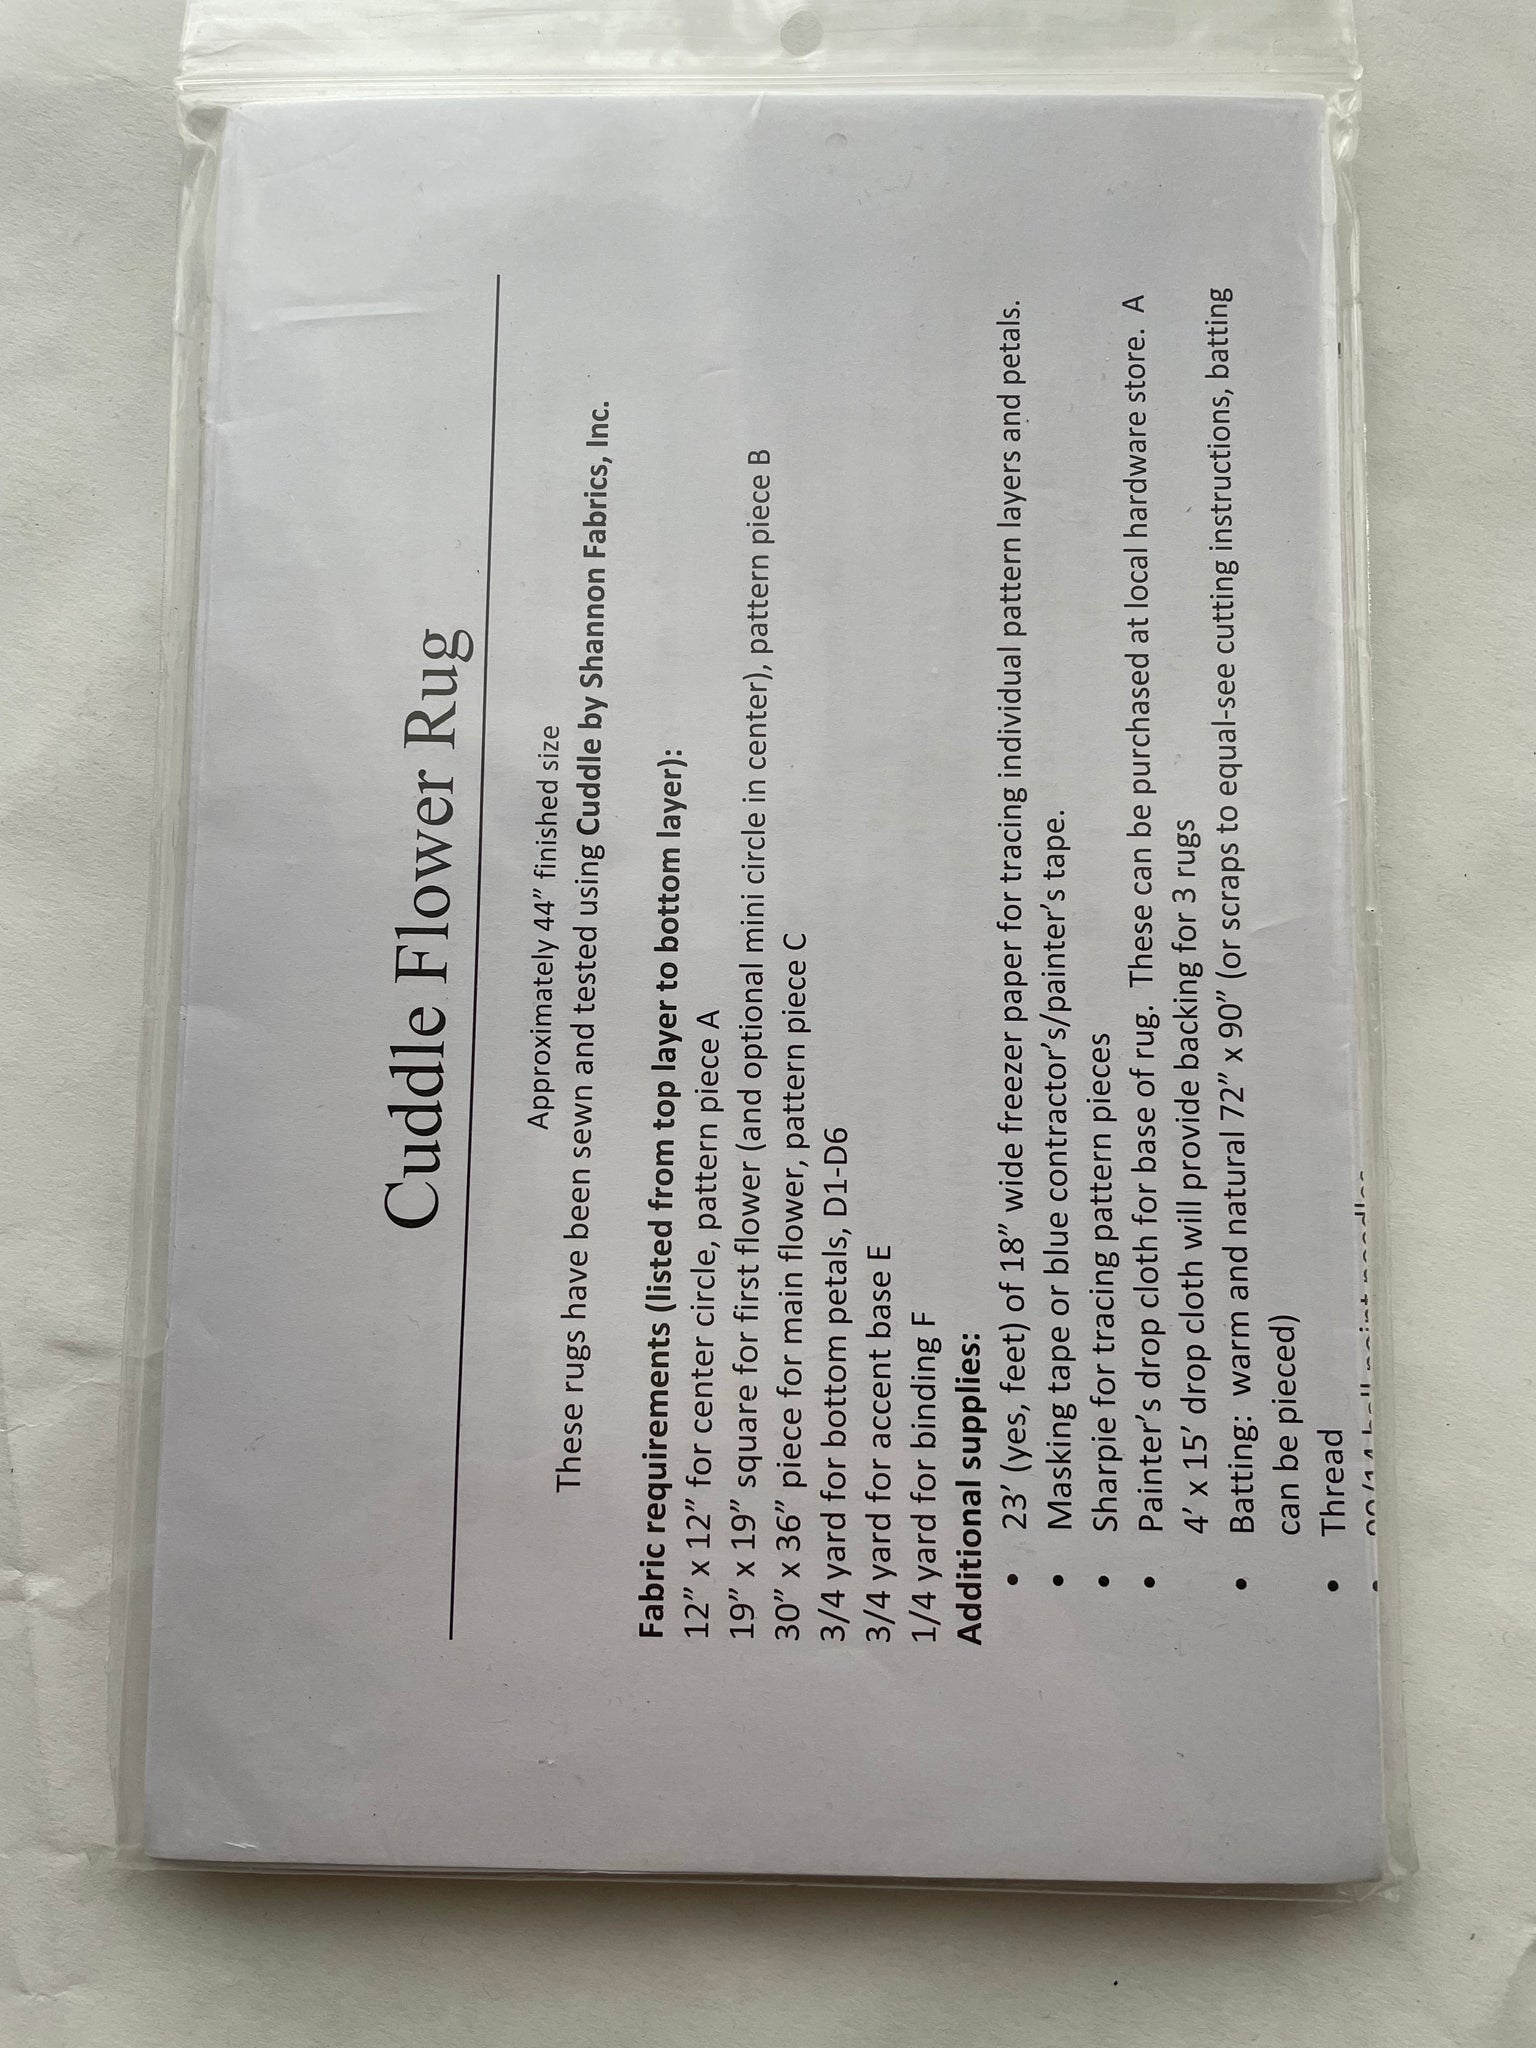 Cuddle Flower Rug
Approximately 44” finished size
These rugs have been sewn and tested using Cuddle by Shannon Fabrics, Inc.
Fabric requirements (listed from top layer to bottom layer):
12” x 12” for center circle, pattern piece A
19” x 19” square for first flower (and optional mini circle in center), pattern piece B
30” x 36” piece for main flower, pattern piece C
3/4 yard for bottom petals, D1-D6
3/4 yard for accent base E
1/4 yard for binding F
Additional supplies:
• 23’ (yes, feet) of 18” wide freezer paper for tracing individual pattern layers and petals.
• Masking tape or blue contractor’s/painter’s tape.
• Sharpie for tracing pattern pieces
• Painter’s drop cloth for base of rug. These can be purchased at local hardware store. A
4’ x 15’ drop cloth will provide backing for 3 rugs
• Batting: warm and natural 72” x 90” (or scraps to equal-see cutting instructions, batting
can be pieced)
• Thread